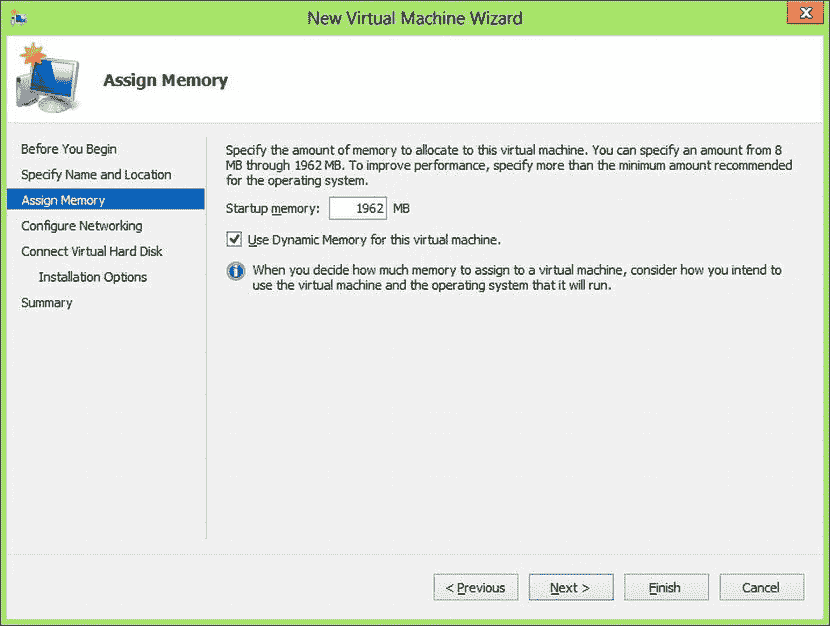 New Virtual Machine Wizard
Assign Memory
Before You Begin
Specify Name and Location
Assign Memory
Configure Networking
Connect Virtual Hard Disk
Installation Options
Summary
Specify the amount of memory to allocate to this virtual machine. You can specify an amount from 8
MB through 1962 MB. To improve performance, specify more than the minimum amount recommended
for the operating system.
Startup memory: 1962 MB
Use Dynamic Memory for this virtual machine.
When you decide how much memory to assign to a virtual machine, consider how you intend to
use the virtual machine and the operating system that it will run.
< Previous Next > Finish Cancel